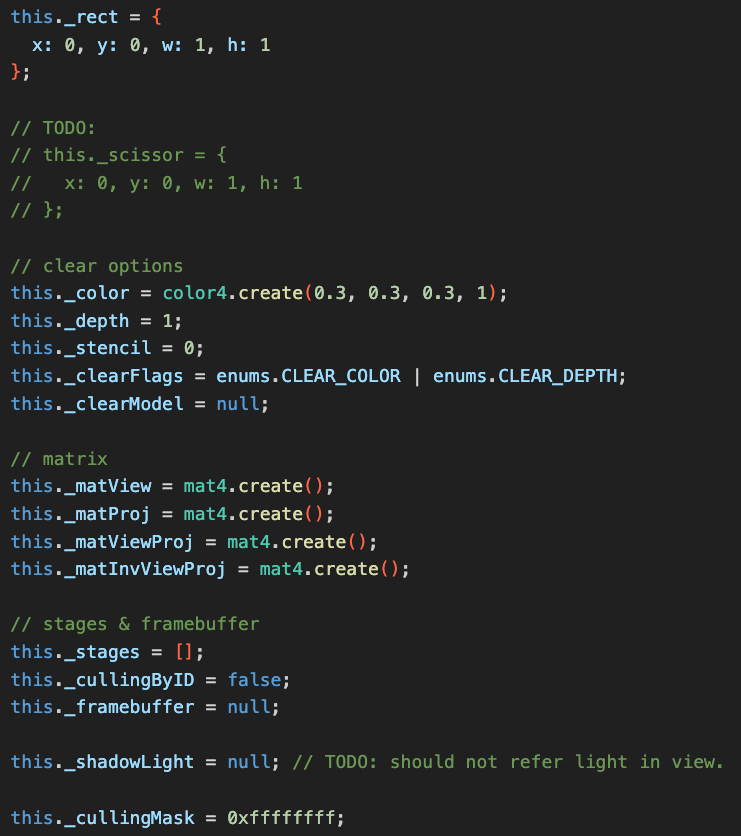 this._rect = {
  x: 0, y: 0, w: 1, h: 1
};

// TODO:
// this._scissor = {
//   x: 0, y: 0, w: 1, h: 1
// };

// clear options
this._color = color4.create(0.3, 0.3, 0.3, 1);
this._depth = 1;
this._stencil = 0;
this._clearFlags = enums.CLEAR_COLOR | enums.CLEAR_DEPTH;
this._clearModel = null;

// matrix
this._matView = mat4.create();
this._matProj = mat4.create();
this._matViewProj = mat4.create();
this._matInvViewProj = mat4.create();

// stages & framebuffer
this._stages = [];
this._cullingByID = false;
this._framebuffer = null;

this._shadowLight = null; // TODO: should not refer light in view.

this._cullingMask = 0xffffffff;